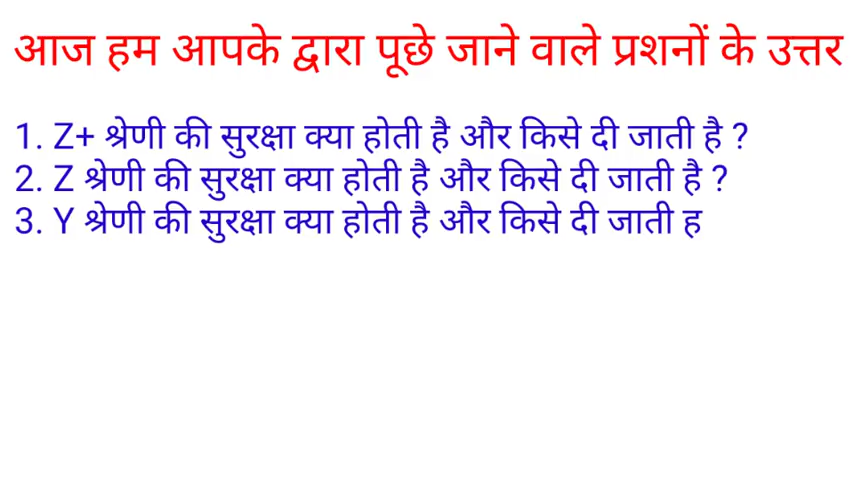 आज हम आपके द्वारा पूछे जाने वाले प्रशनों के उत्तर
1. Z+ श्रेणी की सुरक्षा क्या होती है और किसे दी जाती है ?
2. Z श्रेणी की सुरक्षा क्या होती है और किसे दी जाती है ?
3. Y श्रेणी की सुरक्षा क्या होती है और किसे दी जाती ह